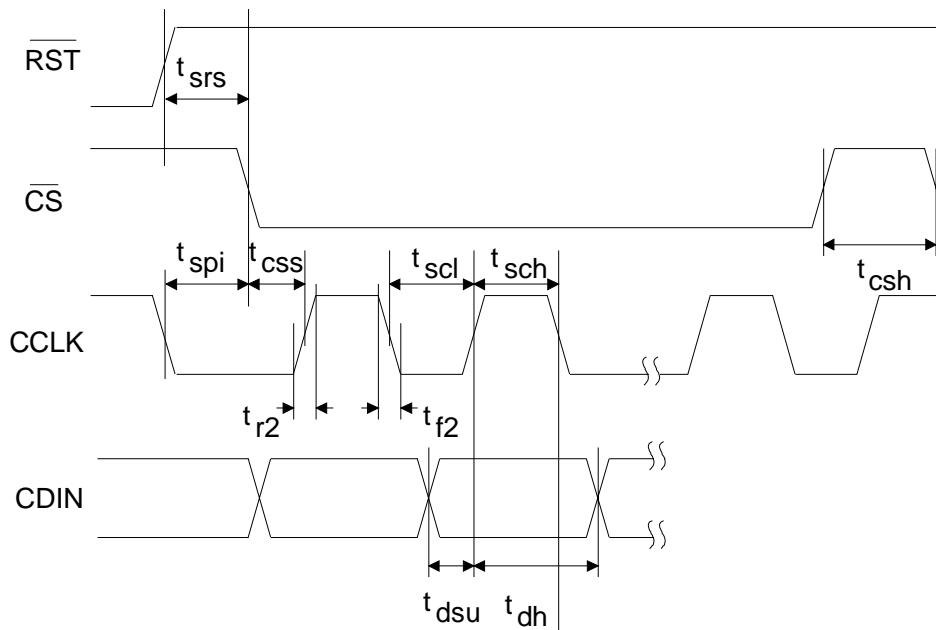 RST
t srs
CS
t spi
t css
t scl
t sch
t csh
CCLK
t r2
t f2
CDIN
t dsu
t dh